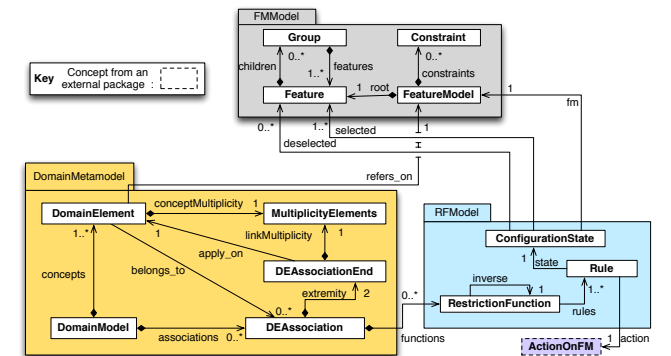 FMModel
Group
Constraint
0..*
0..*
children
features
constraints
1..*
Key
Concept from an
external package :
Feature
1
root
FeatureModel
1
fm
0..*
1..*
selected
1
deselected
refers_on
DomainMetamodel
DomainElement
conceptMultiplicity
1
MultiplicityElements
1..*
1
linkMultiplicity
1
apply_on
RFModel
ConfigurationState
concepts
belongs_to
DEAssociationEnd
1
state
Rule
extremity
2
inverse
1
0..*
0..*
RestrictionFunction
1..*
rules
DomainModel
associations
0..*
DEAssociation
functions
ActionOnFM
1
action